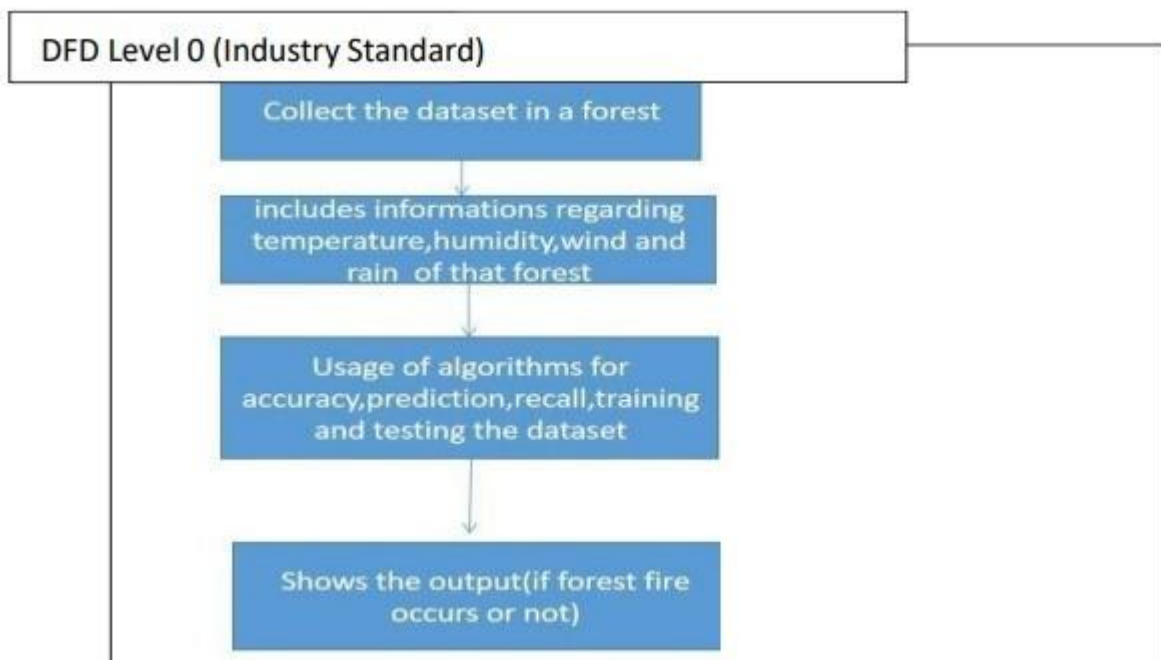 DFD Level 0 (Industry Standard)
Collect the dataset in a forest
includes informations regarding
temperature,humidity,wind and
rain of that forest
Usage of algorithms for
accuracy,prediction,recall,training
and testing the dataset
Shows the output(if forest fire
occurs or not)